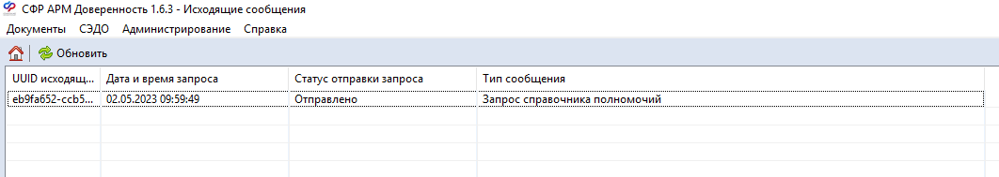 СФР АРМ Доверенность 1.6.3 - Исходящие сообщения
Документы СЭДО Администрирование Справка
Обновить
UUID исходящ... Дата и время запроса Статус отправки запроса Тип сообщения
eb9fa652-ccb5... 02.05.2023 09:59:49 Отправлено Запрос справочника полномочий